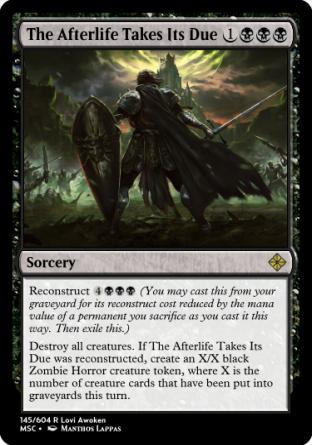 The Afterlife Takes Its Due 1
Sorcery
Reconstruct 4 (You may cast this from your
graveyard for its reconstruct cost reduced by the mana
value of a permanent you sacrifice as you cast it this
way. Then exile this.)
Destroy all creatures. If The Afterlife Takes Its
Due was reconstructed, create an X/X black
Zombie Horror creature token, where X is the
number of creature cards that have been put into
graveyards this turn.
145/604 R Lovi Awoken
MSC • Manthos Lappas